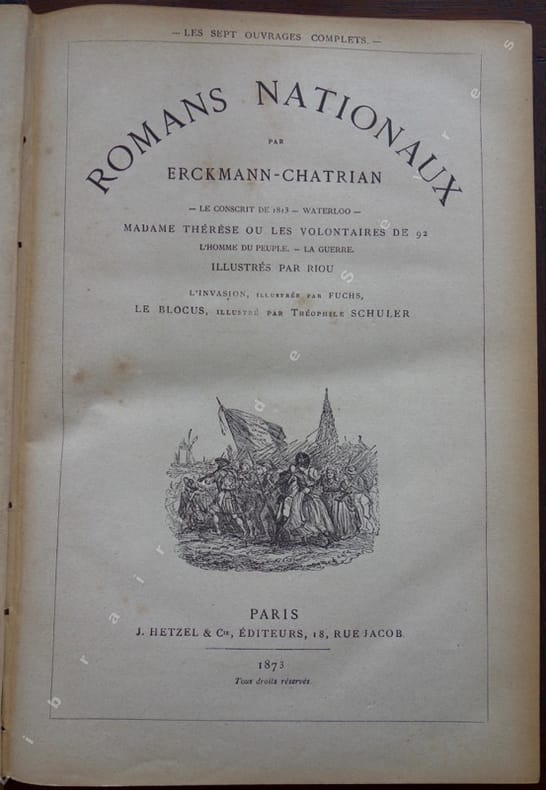 — LES SEPT OUVRAGES COMPLETS. —
ROMANS NATIONAUX
PAR
ERCKMANN-CHATRIAN
— LE CONSCRIT DE 1813 — WATERLOO —
MADAME THÉRÈSE OU LES VOLONTAIRES DE 92
L'HOMME DU PEUPLE. — LA GUERRE.
ILLUSTRÉS PAR RIOU
L'INVASION, ILLUSTRÉE PAR FUCHS,
LE BLOCUS, ILLUSTRÉ PAR THÉOPHILE SCHULER
PARIS
J. HETZEL & Cie, ÉDITEURS, 18, RUE JACOB
1873
Tous droits réservés.